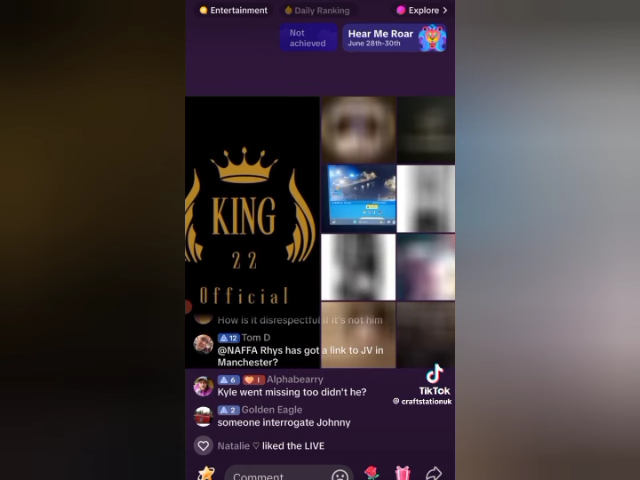 Entertainment
Daily Ranking
Explore >
Not
achieved
Hear Me Roar
June 28th-30th
KING
22
Official
How is it disrespectful if it's not him
12 Tom D
@NAFFA Rhys has got a link to JV in
Manchester?
6 1 Alphabearry
Kyle went missing too didn't he?
2 Golden Eagle
someone interrogate Johnny
Natalie ♡ liked the LIVE
Comment
TikTok
@craftstationuk